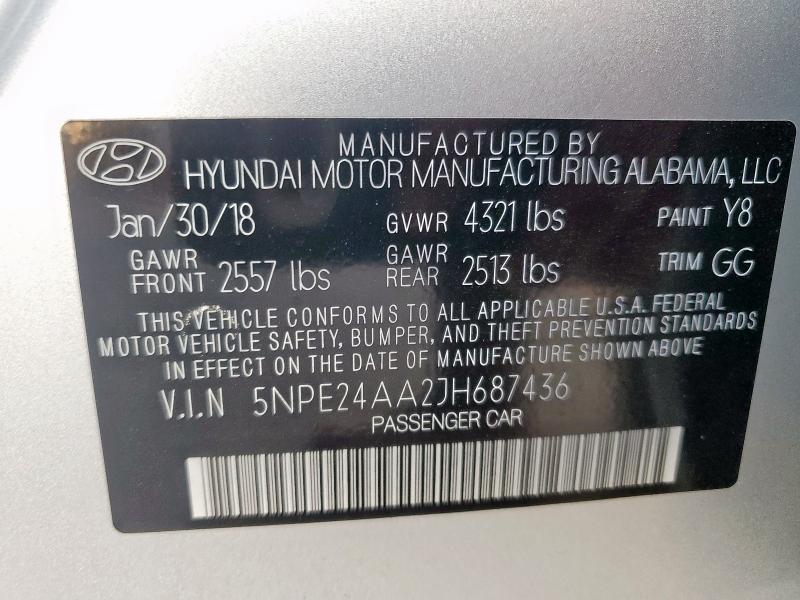 MANUFACTURED BY
HYUNDAI MOTOR MANUFACTURING ALABAMA, LLC
Jan/30/18 GVWR 4321 lbs PAINT Y8
GAWR FRONT 2557 lbs GAWR REAR 2513 lbs TRIM GG
THIS VEHICLE CONFORMS TO ALL APPLICABLE U.S.A. FEDERAL
MOTOR VEHICLE SAFETY, BUMPER, AND THEFT PREVENTION STANDARDS
IN EFFECT ON THE DATE OF MANUFACTURE SHOWN ABOVE
V.I.N 5NPE24AA2JH687436
PASSENGER CAR